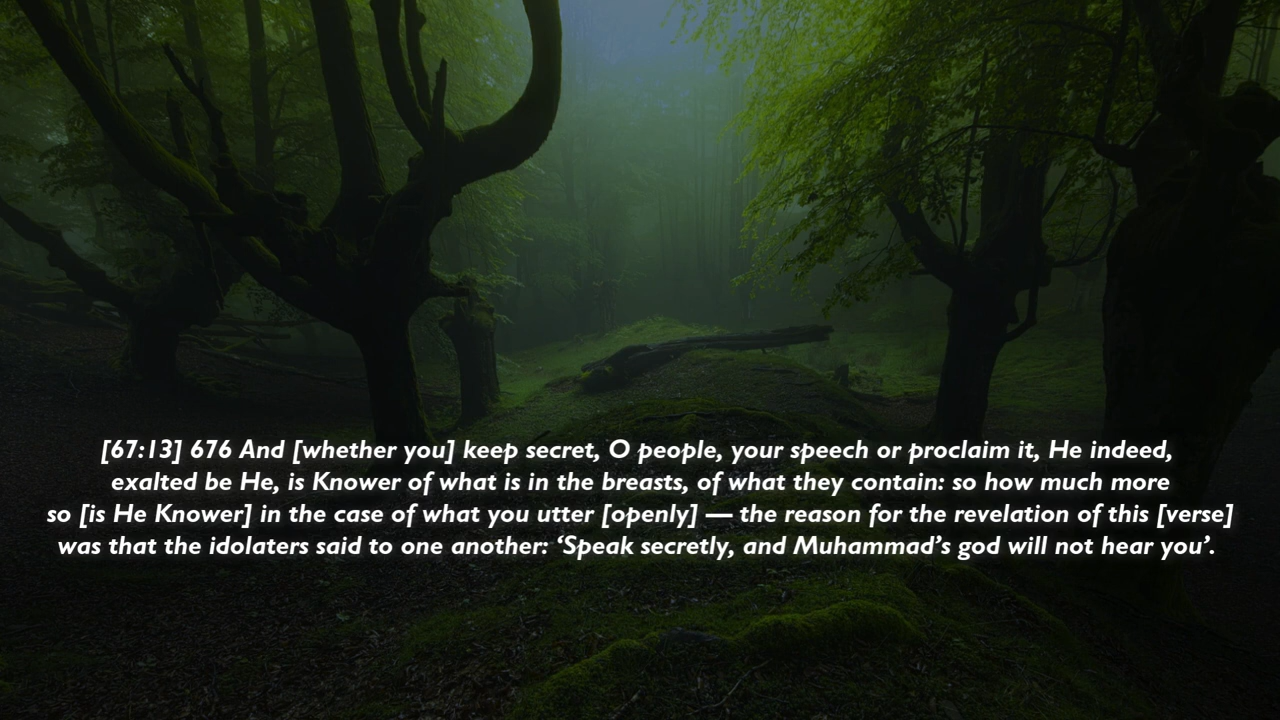 [67:13] 676 And [whether you] keep secret, O people, your speech or proclaim it, He indeed,
exalted be He, is Knower of what is in the breasts, of what they contain: so how much more
so [is He Knower] in the case of what you utter [openly] — the reason for the revelation of this [verse]
was that the idolaters said to one another: ‘Speak secretly, and Muhammad’s god will not hear you’.